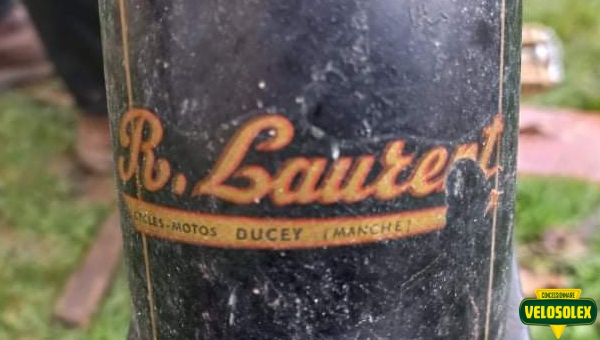 R. Laurent
CYCLES-MOTOS DUCEY (MANCHE)
CONCESSIONNAIRE
VELOSOLEX